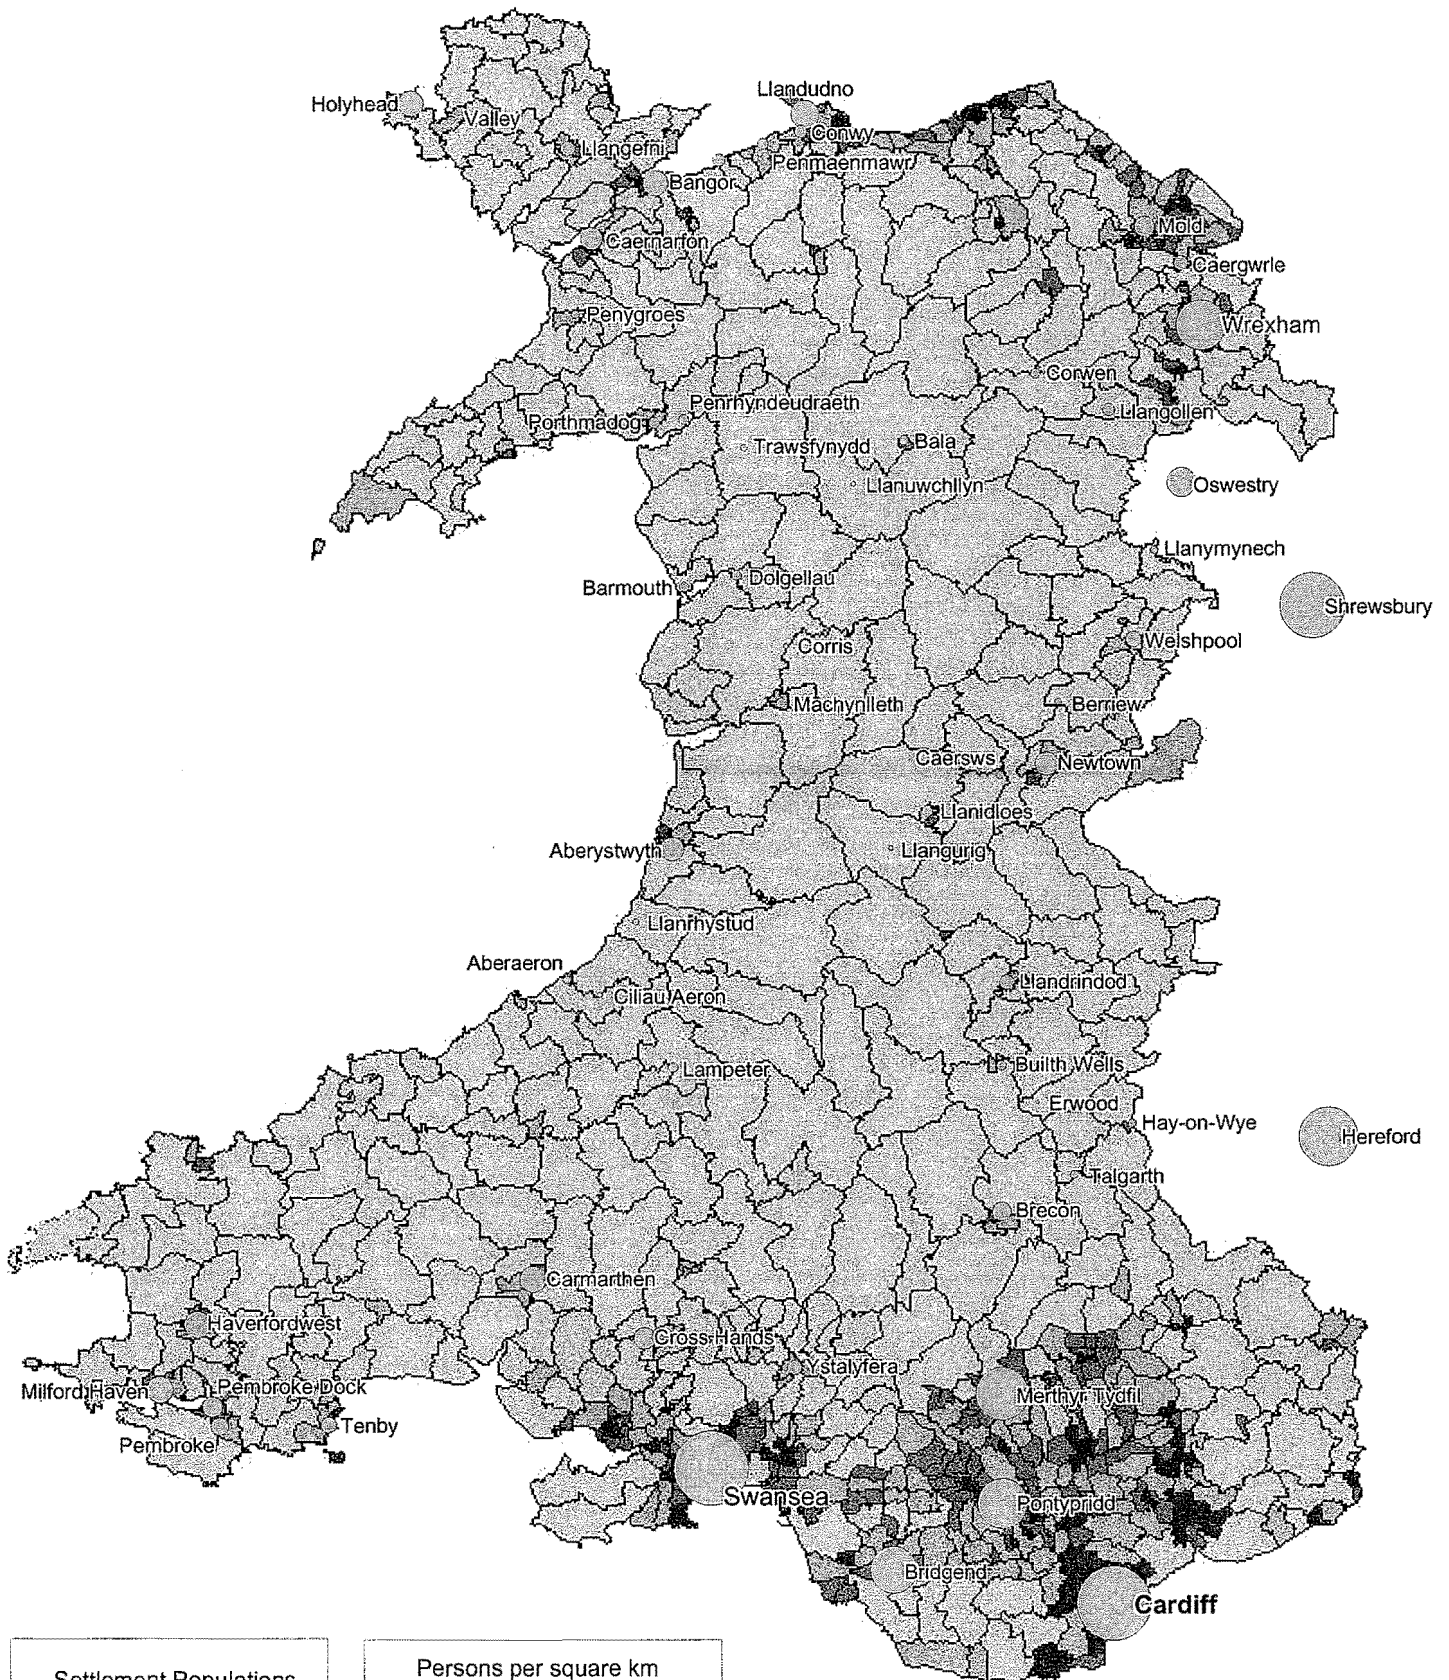 Llandudno
Holyhead
Valley
Conwy
Llangefni
Penmaenmawr
Bangor
Mold
Caernarfon
Caergwrle
Penygroes
Wrexham
Corwen
Penrhyndeudraeth
Llangollen
Porthmadog
Trawsfynydd
Bala
Llanuwchllyn
Oswestry
Llanymynech
Dolgellau
Barmouth
Shrewsbury
Welshpool
Corris
Machynlleth
Berriew
Caersws
Newtown
Llanidloes
Aberystwyth
Llangurig
Llanrhystud
Aberaeron
Llandrindod
Ciliau Aeron
Builth Wells
Lampeter
Erwood
Hay-on-Wye
Hereford
Talgarth
Brecon
Carmarthen
Haverfordwest
Cross Hands
Ystalyfera
Milford Haven
Pembroke Dock
Merthyr Tydfil
Tenby
Pembroke
Swansea
Pontypridd
Bridgend
Cardiff
Settlement Populations
Persons per square km